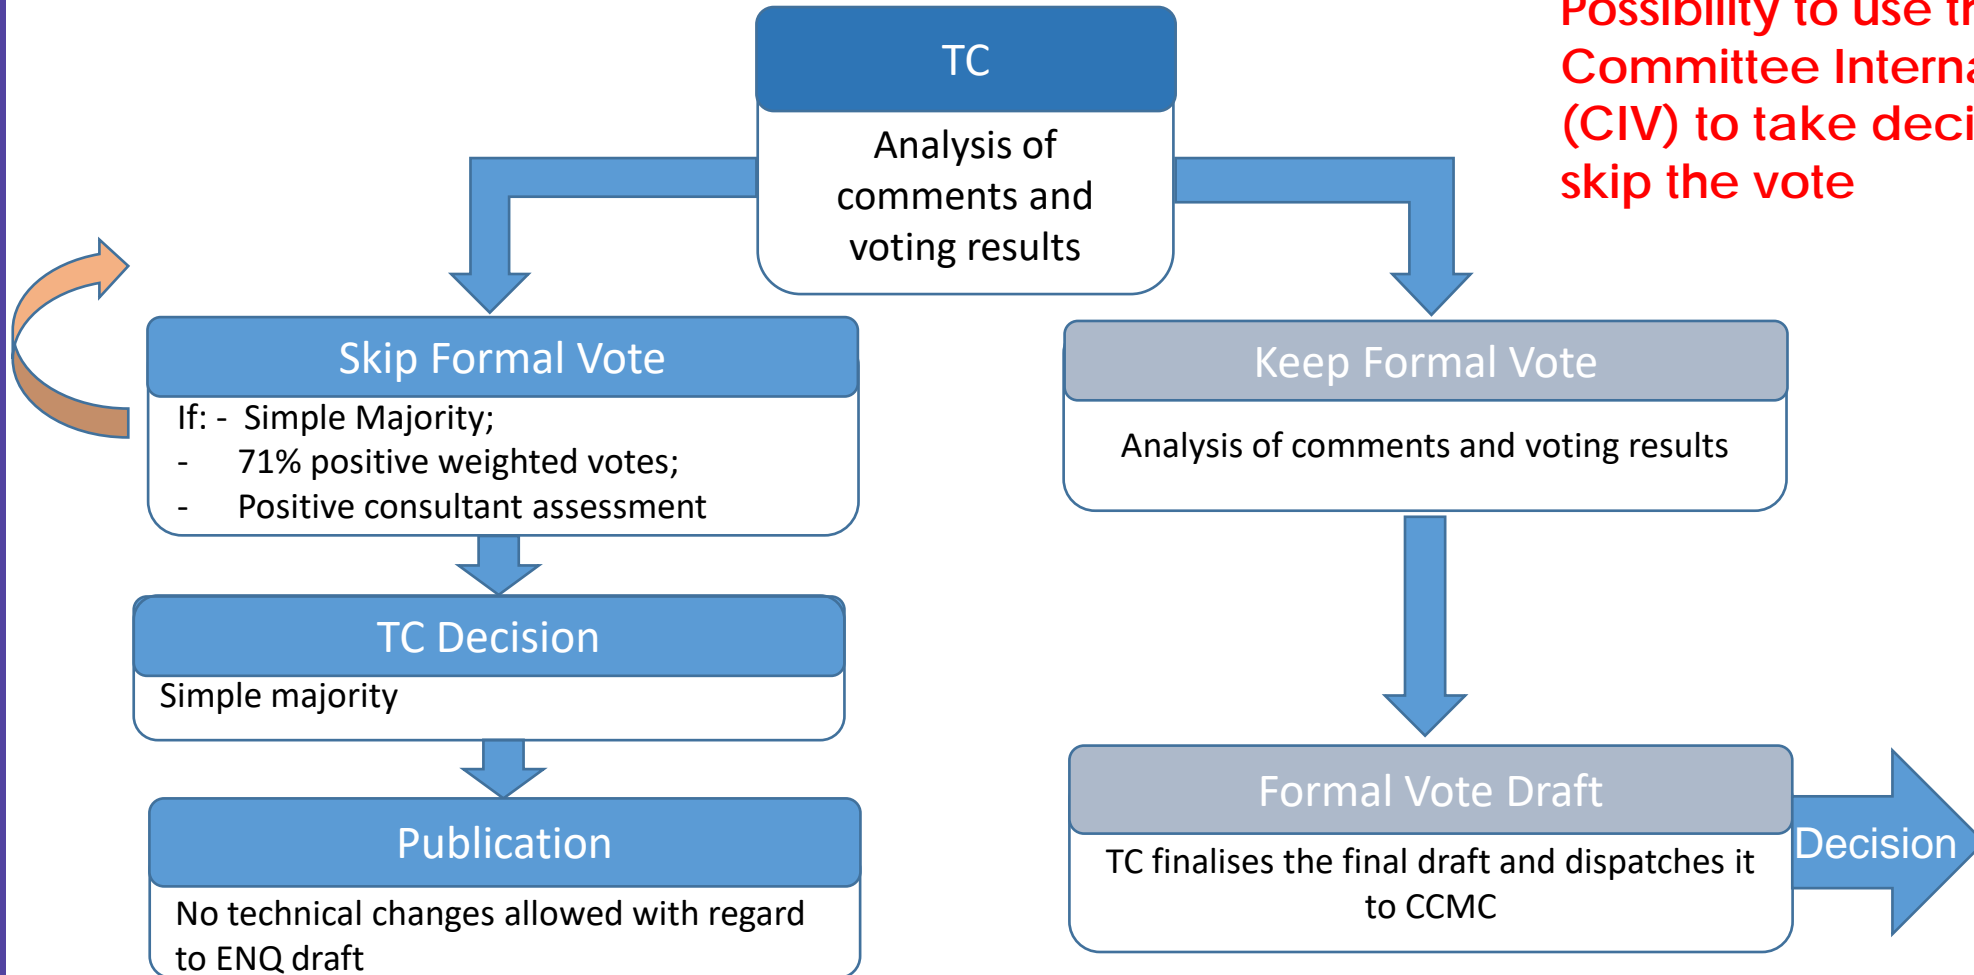 TC
Analysis of
comments and
voting results
Possibility to use
Committee
(CIV) to take
skip the vote
Skip Formal Vote
If: - Simple Majority;
- 71% positive weighted votes;
- Positive consultant assessment
TC Decision
Simple majority
Publication
No technical changes allowed with regard
to ENQ draft
Keep Formal Vote
Analysis of comments and voting results
Formal Vote Draft
TC finalises the final draft and dispatches it
to CCMC
Decision